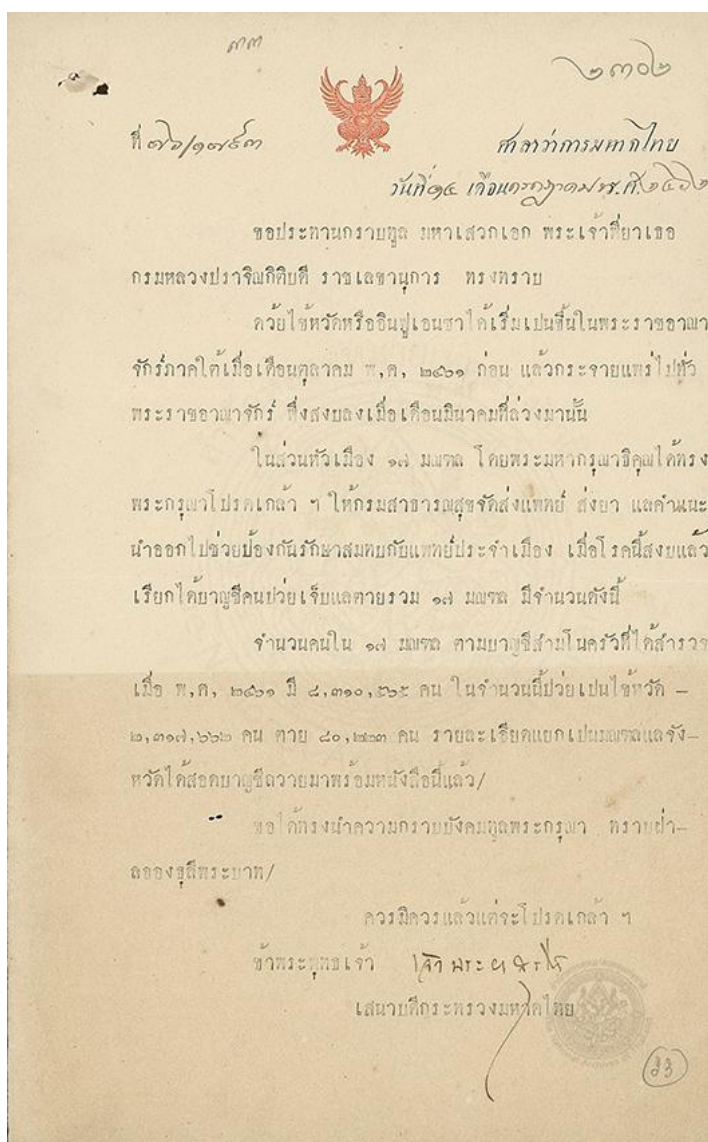 ๓๓
๒๓๐๒
ที่ ๗๖/๑๗๕๓
ศาลาว่าการมหาดไทย
วันที่ ๑๔ เดือนกรกฎาคม พ.ศ. ๒๔๖๒
ขอประทานกราบทูล มหาเสวกเอก พระเจ้าพี่ยาเธอ
กรมหลวงปราจิณกิติบดี ราชเลขานุการ ทรงทราบ
ด้วยไข้หวัดหรืออินฟูเอนซาได้เริ่มเปนขึ้นในพระราชอาณา
จักร์ภาคใต้เมื่อเดือนตุลาคม พ,ศ, ๒๔๖๑ ก่อน แล้วกระจายแพร่ไปทั่ว
พระราชอาณาจักร์ พึ่งสงบลงเมื่อเดือนมีนาคมที่ล่วงมานั้น
ในส่วนหัวเมือง ๑๗ มณฑล โดยพระมหากรุณาธิคุณได้ทรง
พระกรุณาโปรดเกล้า ฯ ให้กรมสาธารณสุขจัดส่งแพทย์ ส่งยา แลคำแนะ
นำออกไปช่วยป้องกันรักษาสมทบกับแพทย์ประจำเมือง เมื่อโรคนี้สงบแล้ว
เรียกได้บาญชีคนป่วยเจ็บแลตายรวม ๑๗ มณฑล มีจำนวนดังนี้
จำนวนคนใน ๑๗ มณฑล ตามบาญชีสำมโนครัวที่ได้สำรวจ
เมื่อ พ,ศ, ๒๔๖๑ มี ๘,๓๑๐,๕๖๕ คน ในจำนวนนี้ป่วยเปนไข้หวัด –
๒,๓๑๗,๖๖๒ คน ตาย ๘๐,๒๒๓ คน รายละเอียดแยกเปนมณฑลแลจัง–
หวัดได้สอดบาญชีถวายมาพร้อมหนังสือนี้แล้ว/
ขอได้ทรงนำความกราบบังคมทูลพระกรุณา ทราบฝ่า–
ลอองธุลีพระบาท/
ควรมิควรแล้วแต่จะโปรดเกล้า ฯ
ข้าพระพุทธเจ้า
เสนาบดีกระทรวงมหาดไทย
33